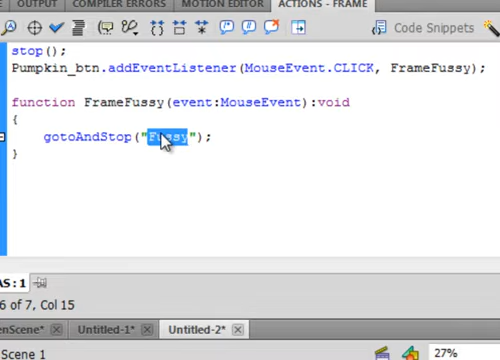 OUTPUT COMPILER ERRORS MOTION EDITOR ACTIONS - FRAME
Code Snippets
stop();
Pumpkin_btn.addEventListener(MouseEvent.CLICK, FrameFussy);
function FrameFussy(event:MouseEvent):void
{
gotoAndStop("Fussy");
}
AS : 1
6 of 7, Col 15
enScene* Untitled-1* Untitled-2*
Scene 1 27%